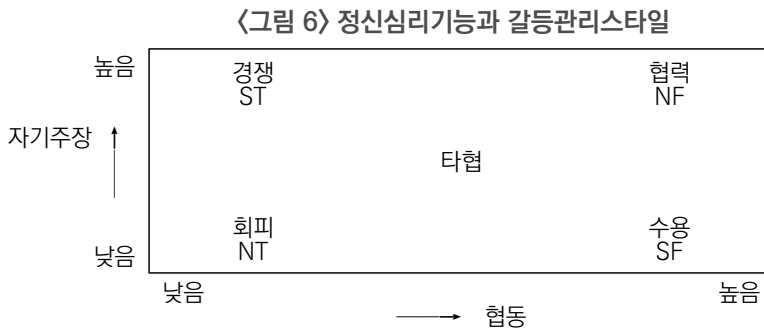 〈그림 6〉 정신심리기능과 갈등관리스타일
높음
경쟁
ST
협력
NF
자기주장
타협
회피
NT
수용
SF
낮음
낮음
높음
협동